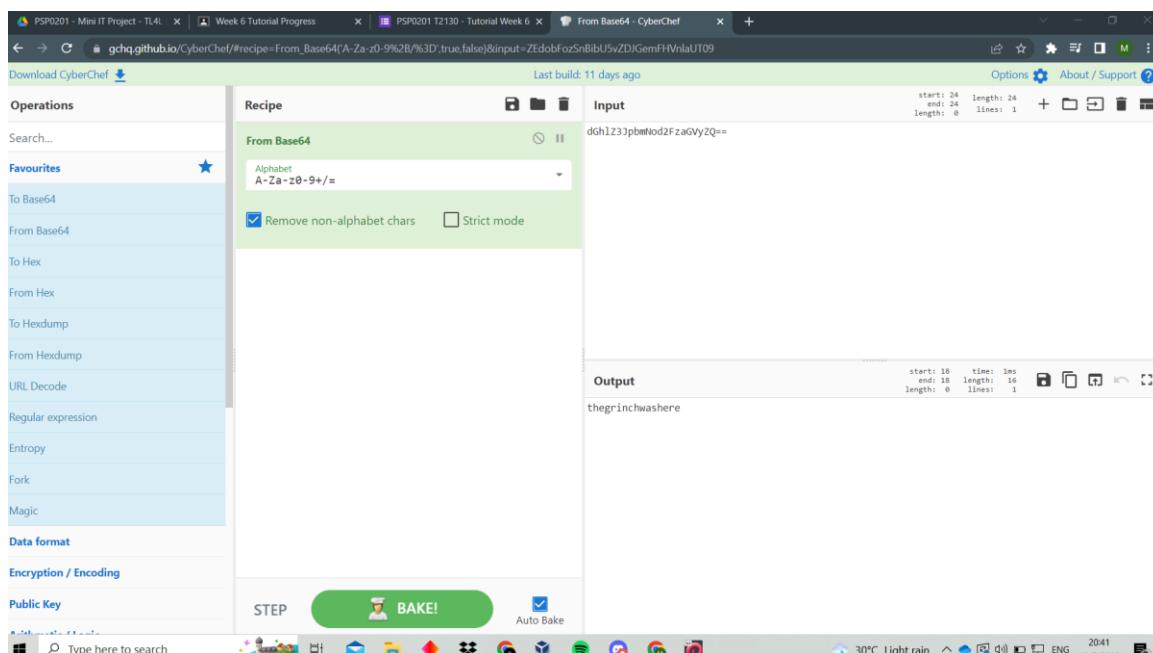 PSP0201 - Mini IT Project - TL4L
Week 6 Tutorial Progress
PSP0201 T2130 - Tutorial Week 6
From Base64 - CyberChef
gchq.github.io/CyberChef/#recipe=From_Base64('A-Za-z0-9%2B/%3D',true,false)&input=ZEdobFozSnBibU5vZDJGemFHVnlaUT09
M
Download CyberChef
Last build: 11 days ago
Options
About / Support
Operations
Recipe
Input
start: 24
end: 24
length: 0
length: 24
lines: 1
Search...
From Base64
dGhlZ3JpbmNod2FzaGVyZQ==
Favourites
Alphabet
A-Za-z0-9+/=
To Base64
Remove non-alphabet chars
Strict mode
From Base64
To Hex
From Hex
To Hexdump
From Hexdump
URL Decode
Output
start: 18
end: 18
length: 0
time: 1ms
length: 16
lines: 1
Regular expression
thegrinchwashere
Entropy
Fork
Magic
Data format
Encryption / Encoding
Public Key
STEP
BAKE!
Auto Bake
Arithmetic / Logic
Type here to search
30°C Light rain
ENG
20:41